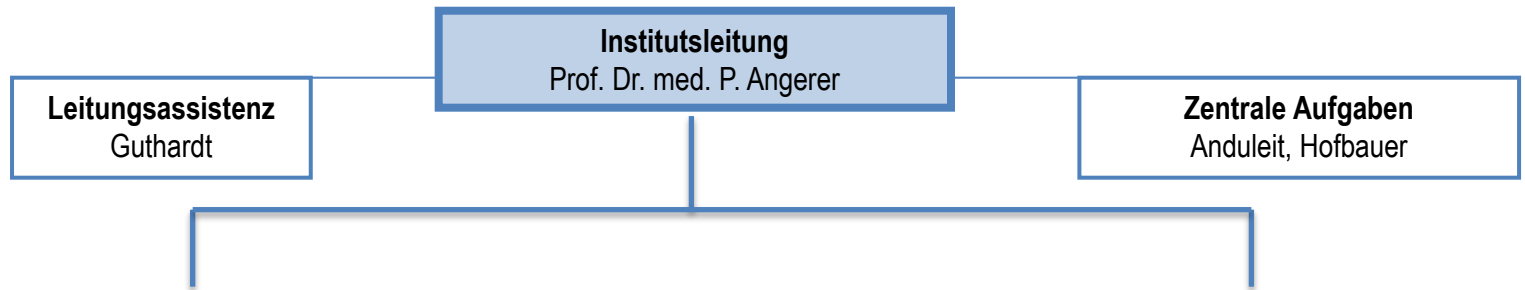 Institutsleitung
Prof. Dr. med. P. Angerer
Leitungsassistenz
Guthardt
Zentrale Aufgaben
Anduleit, Hofbauer